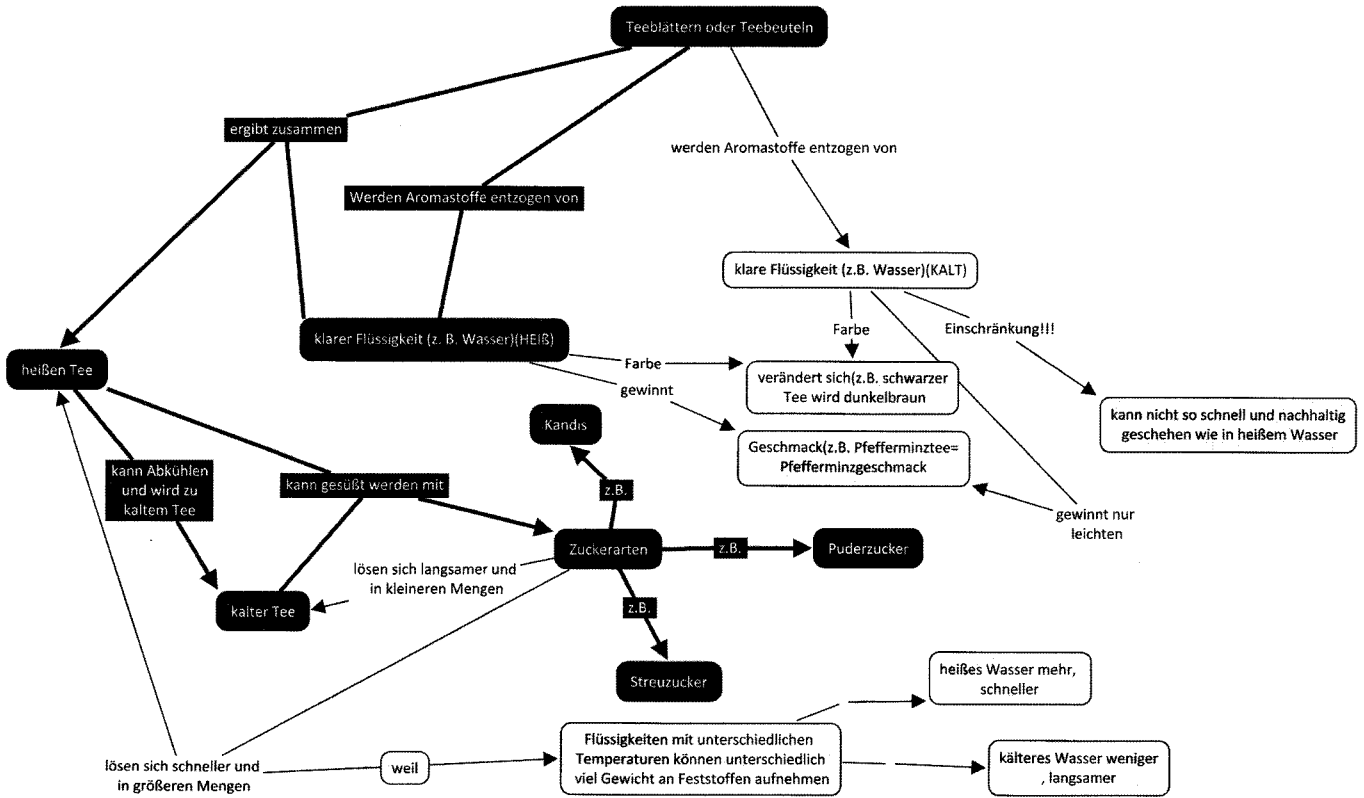 Teeblättern oder Teebeuteln
ergibt zusammen
werden Aromastoffe entzogen von
Werden Aromastoffe entzogen von
klare Flüssigkeit (z.B. Wasser)(KALT)
klarer Flüssigkeit (z. B. Wasser)(HEIß)
Farbe
Einschränkung!!!
heißen Tee
Farbe
gewinnt
verändert sich(z.B. schwarzer
Tee wird dunkelbraun
kann nicht so schnell und nachhaltig
geschehen wie in heißem Wasser
Kandis
Geschmack(z.B. Pfefferminztee=
Pfefferminzgeschmack
kann Abkühlen
und wird zu
kaltem Tee
kann gesüßt werden mit
z.B.
gewinnt nur
leichten
Zuckerarten
z.B.
Puderzucker
lösen sich langsamer und
in kleineren Mengen
kalter Tee
z.B.
Streuzucker
heißes Wasser mehr,
schneller
lösen sich schneller und
in größeren Mengen
weil
Flüssigkeiten mit unterschiedlichen
Temperaturen können unterschiedlich
viel Gewicht an Feststoffen aufnehmen
kälteres Wasser weniger
, langsamer